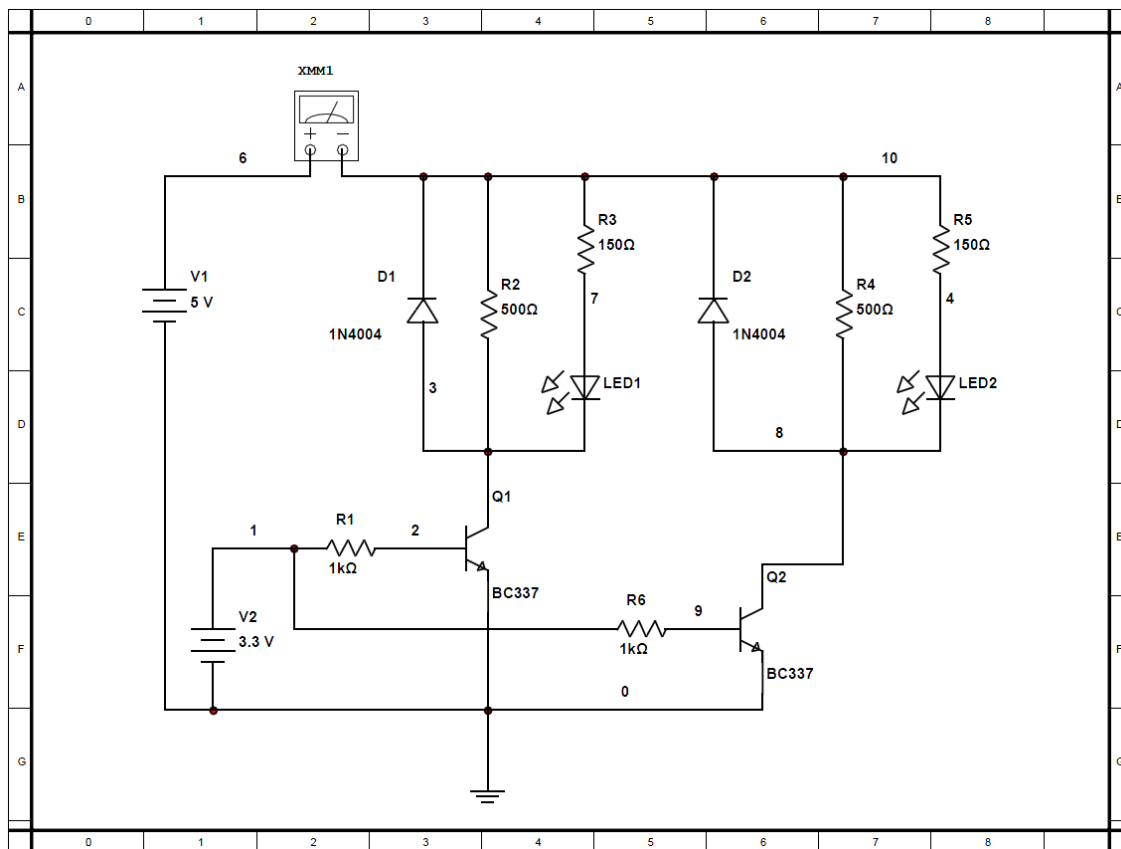 0 1 2 3 4 5 6 7 8
A A
B
C
D D
E
F
G G
XMM1
+ −
6
10
V1
5 V
D1
1N4004
3
R2
500Ω
R3
150Ω
7
LED1
D2
1N4004
8
R4
500Ω
R5
150Ω
4
LED2
Q1
BC337
1
R1
1kΩ
2
V2
3.3 V
R6
1kΩ
9
Q2
BC337
0
0 1 2 3 4 5 6 7 8